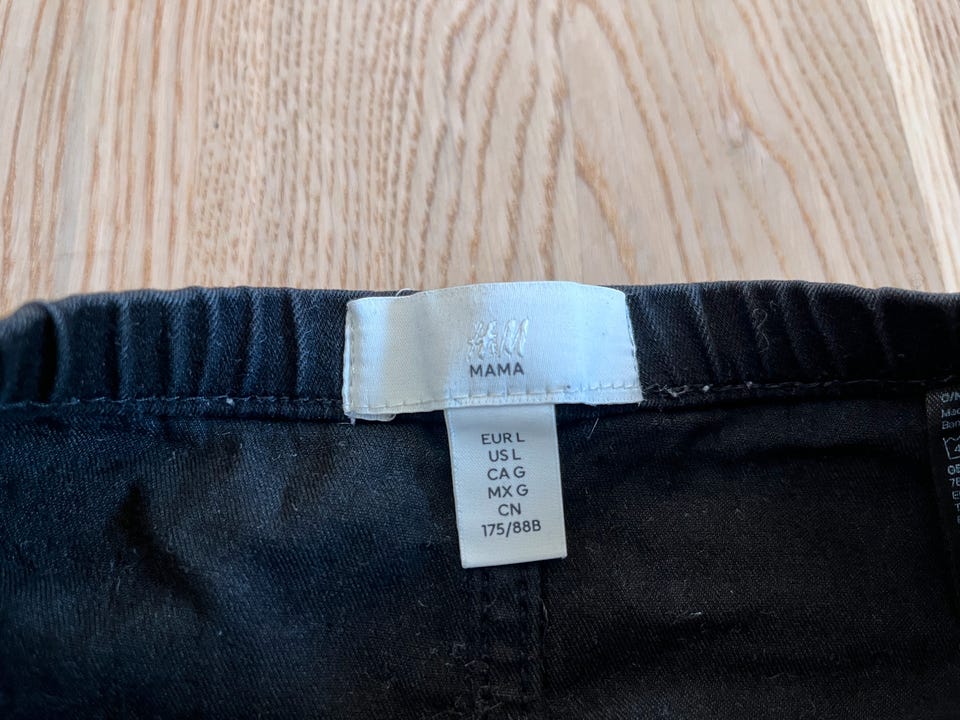 H&M
MAMA
EUR L
US L
CA G
MX G
CN
175/88B